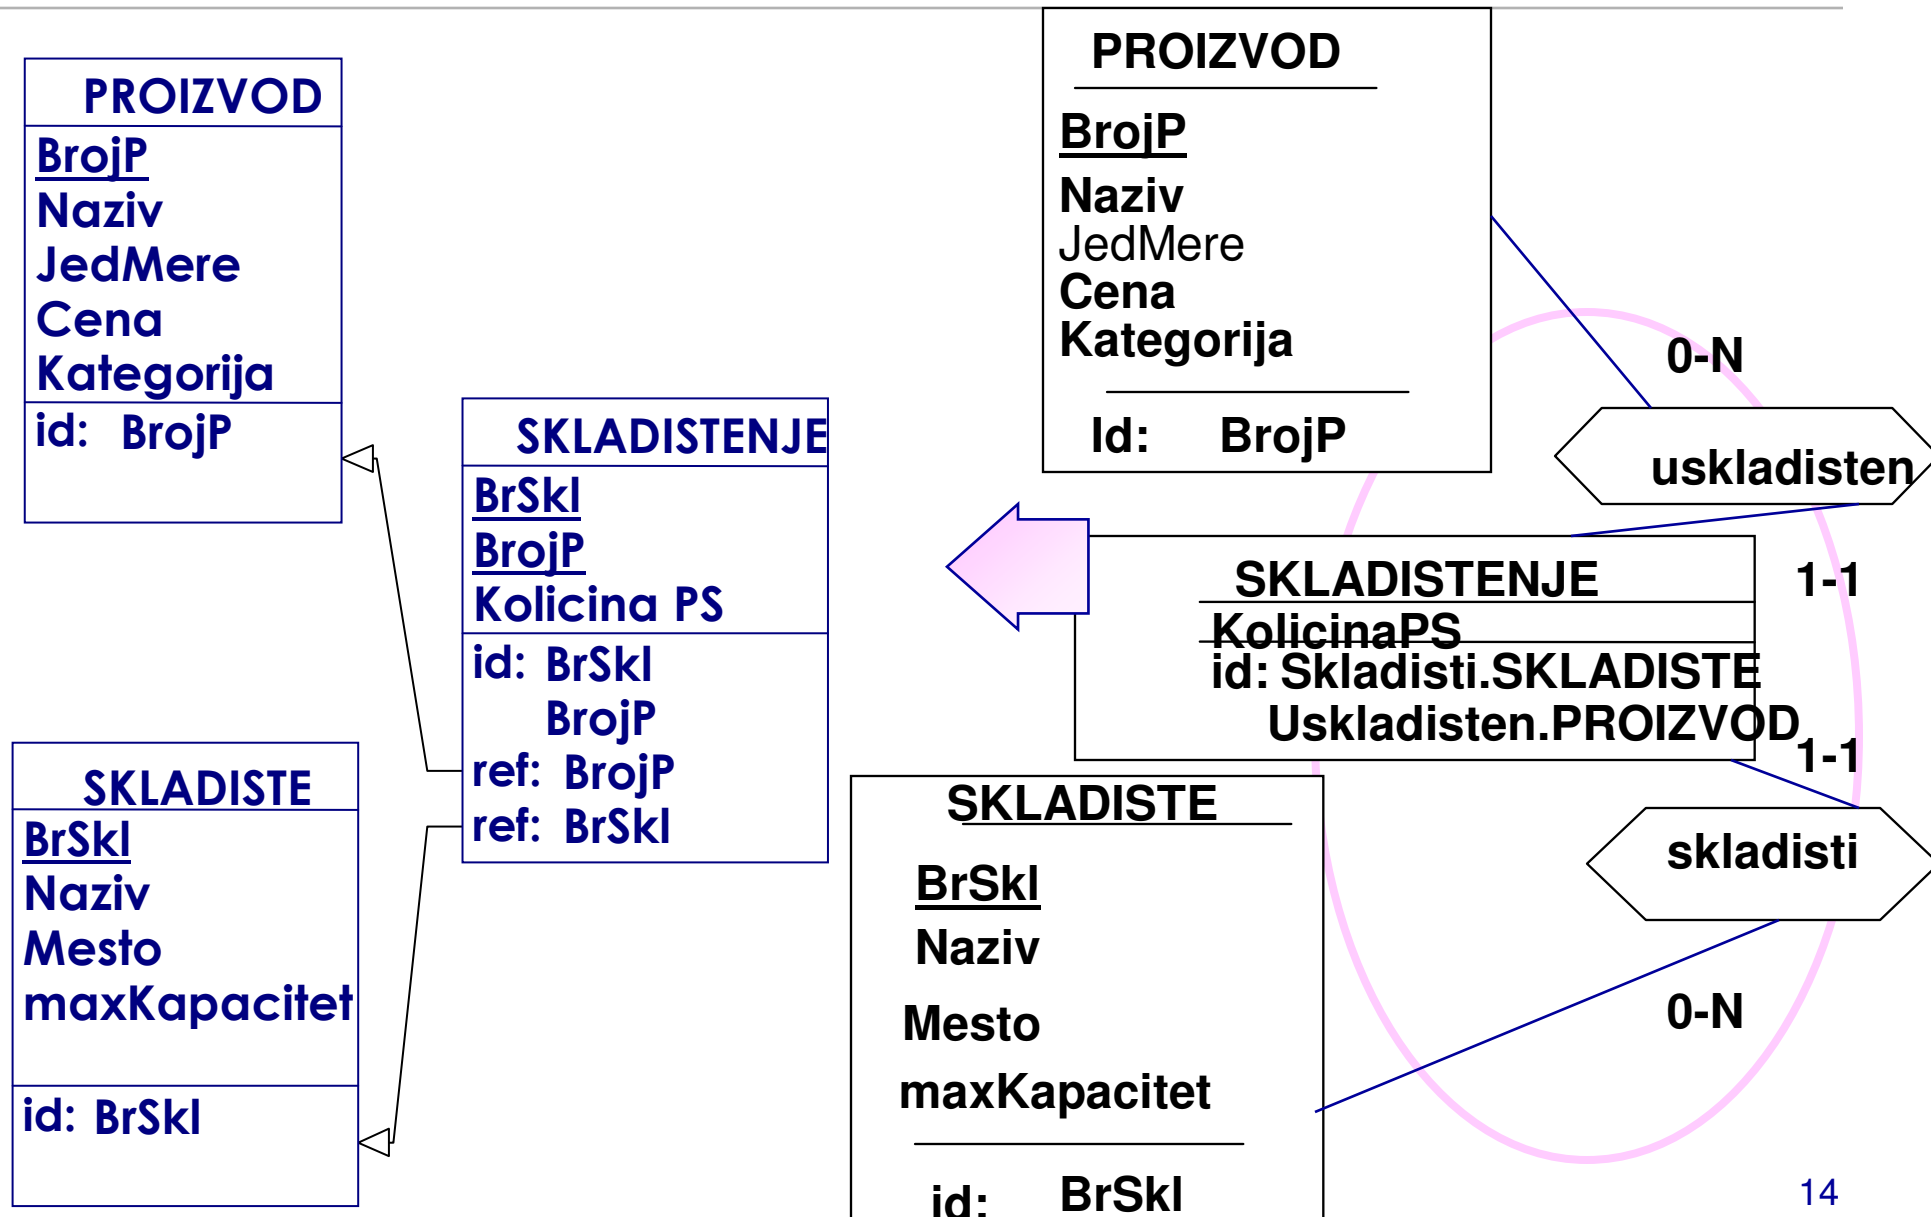 PROIZVOD
BrojP
Naziv
JedMere
Cena
Kategorija
id: BrojP
SKLADISTE
BrSkl
Naziv
Mesto
maxKapacitet
id: BrSkl
SKLADISTENJE
BrSkl
BrojP
Kolicina PS
id: BrSkl
BrojP
ref: BrojP
ref: BrSkl
PROIZVOD
BrojP
Naziv
JedMere
Cena
Kategorija
Id: BrojP
0-N
uskladisten
1-1
SKLADISTENJE
KolicinaPS
id: Skladisti.SKLADISTE
Uskladisten.PROIZVOD
1-1
skladisti
0-N
SKLADISTE
BrSkl
Naziv
Mesto
maxKapacitet
id: BrSkl
14